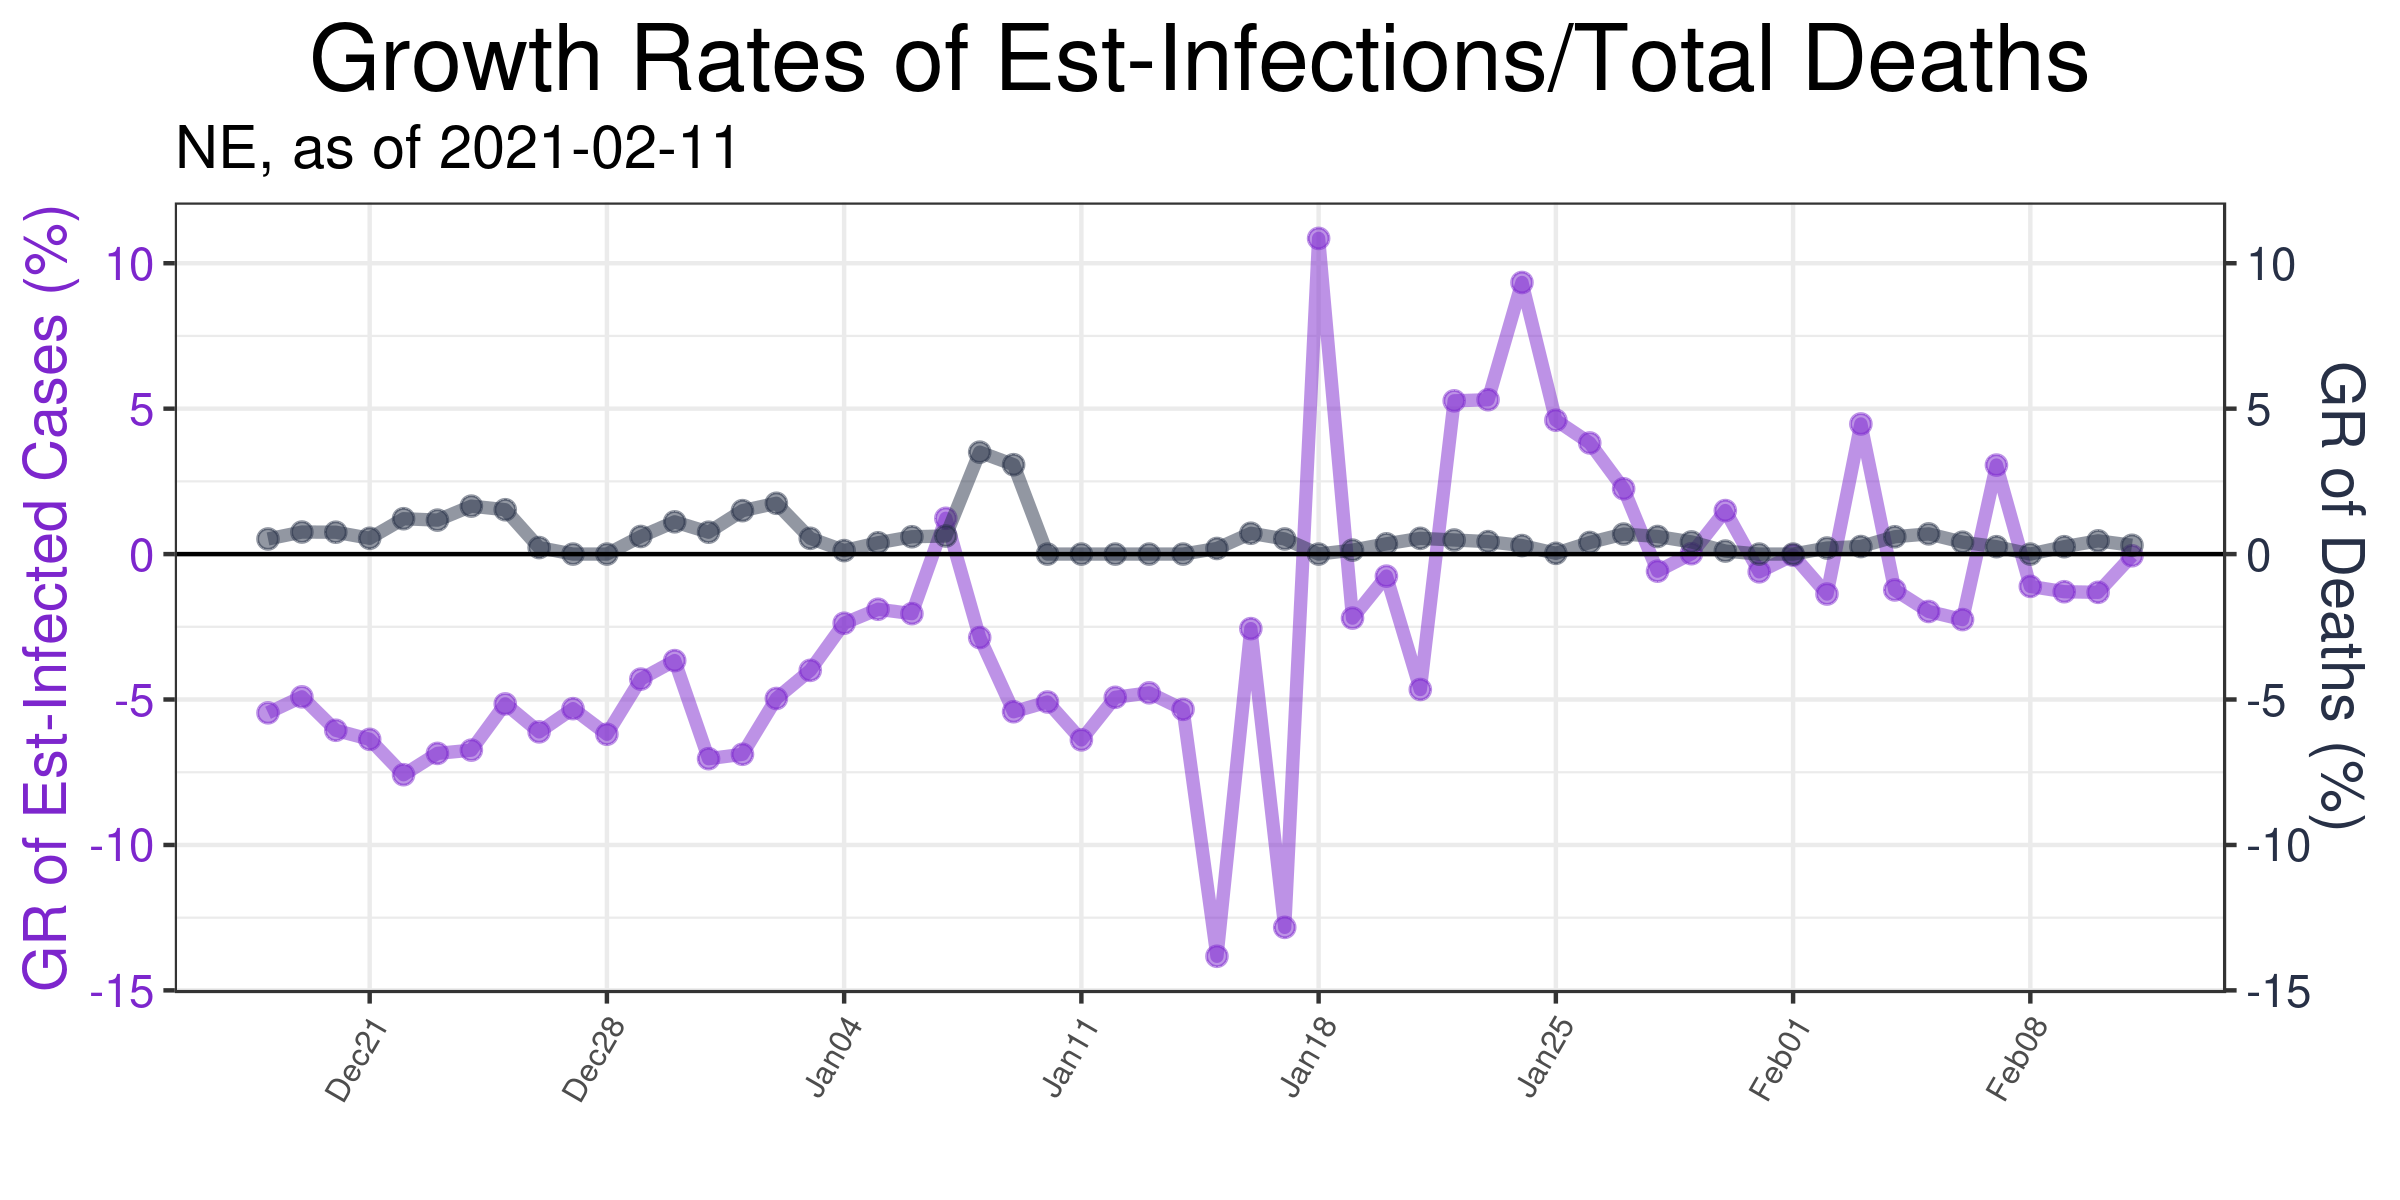 Growth Rates of Est-Infections/Total Deaths
NE, as of 2021-02-11
GR of Est-Infected Cases (%)
10
5
0
-5
-10
-15
10
5
0
-5
-10
-15
GR of Deaths (%)
Dec21
Dec28
Jan04
Jan11
Jan18
Jan25
Feb01
Feb08